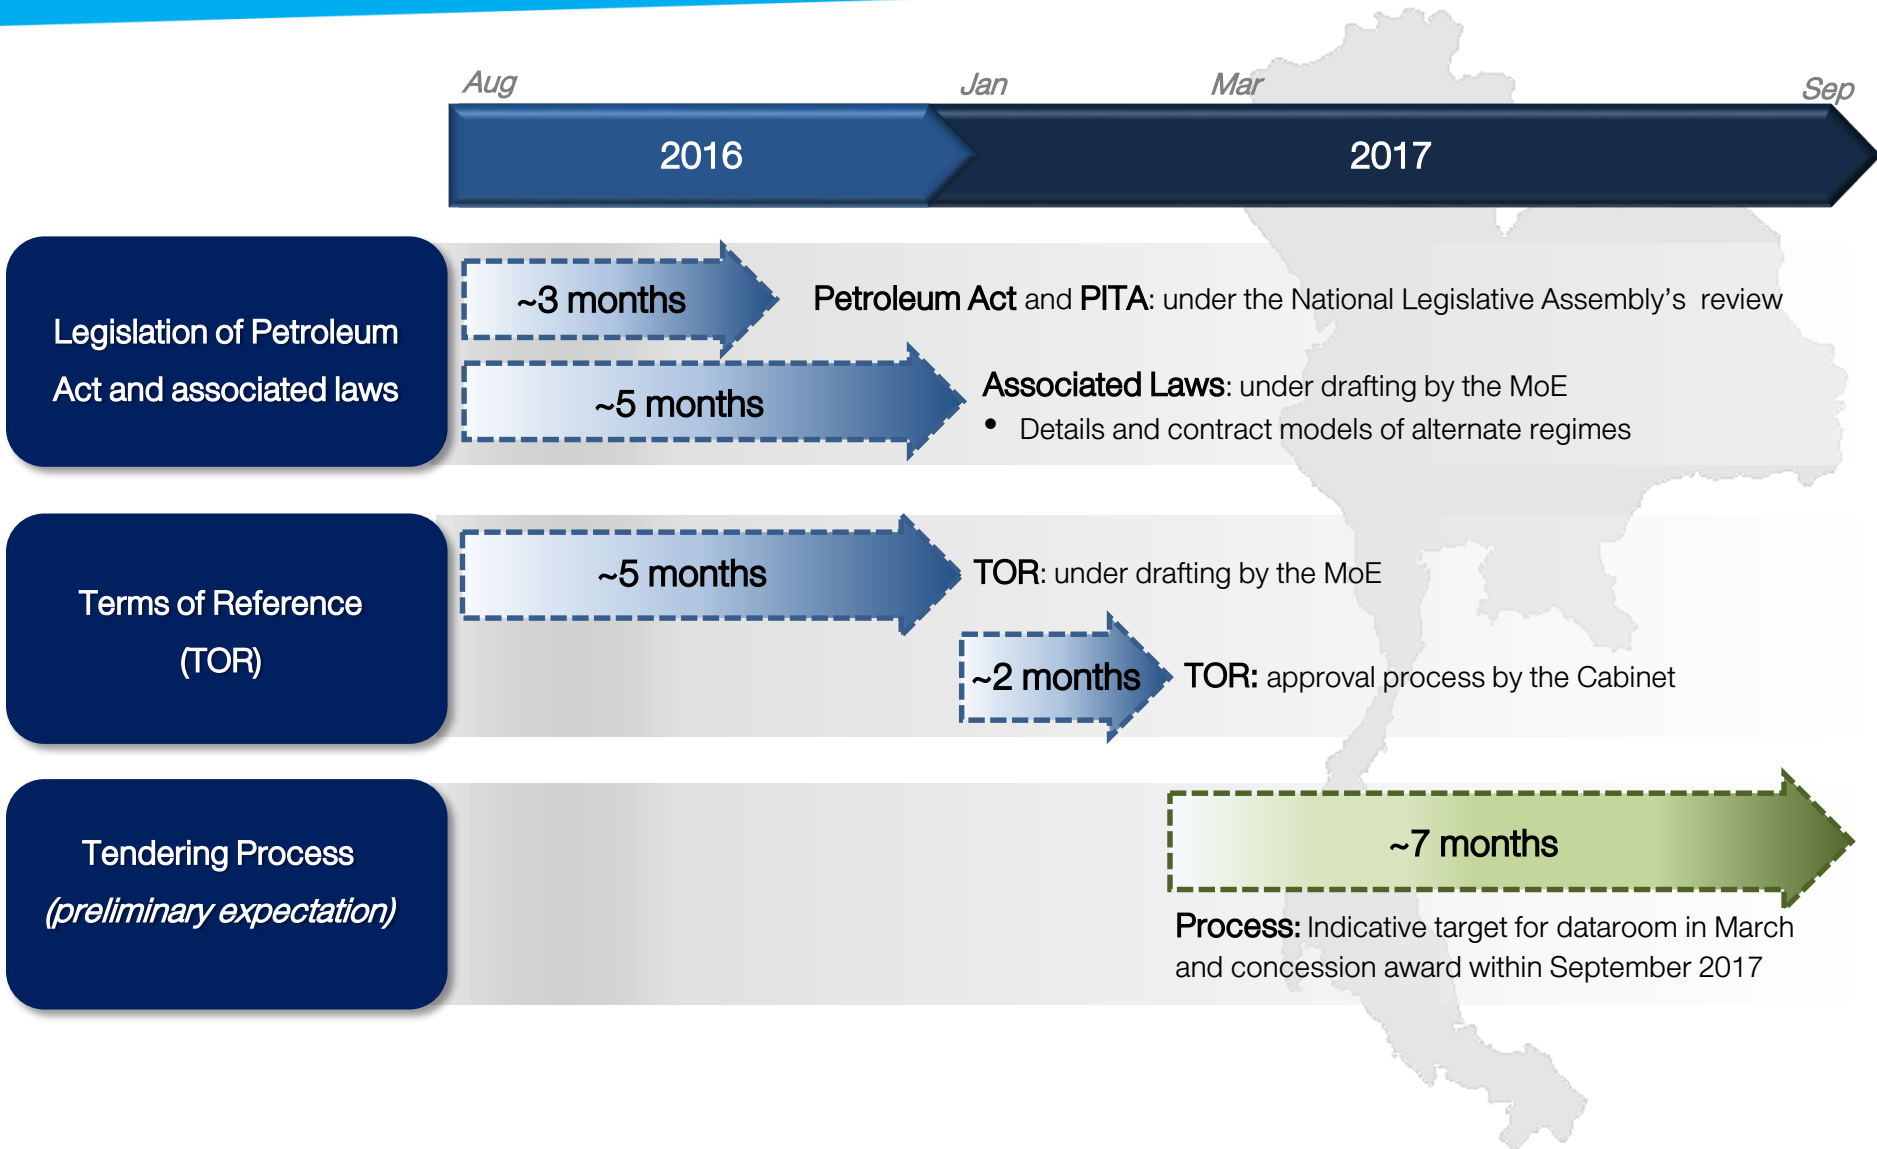 Aug
Jan
Mar
Sep
2016
2017
Legislation of Petroleum
Act and associated laws
~3 months
Petroleum Act and PITA: under the National Legislative Assembly's review
~5 months
Associated Laws: under drafting by the MoE
• Details and contract models of alternate regimes
Terms of Reference
(TOR)
~5 months
TOR: under drafting by the MoE
~2 months
TOR: approval process by the Cabinet
Tendering Process
(preliminary expectation)
~7 months
Process: Indicative target for dataroom in March
and concession award within September 2017